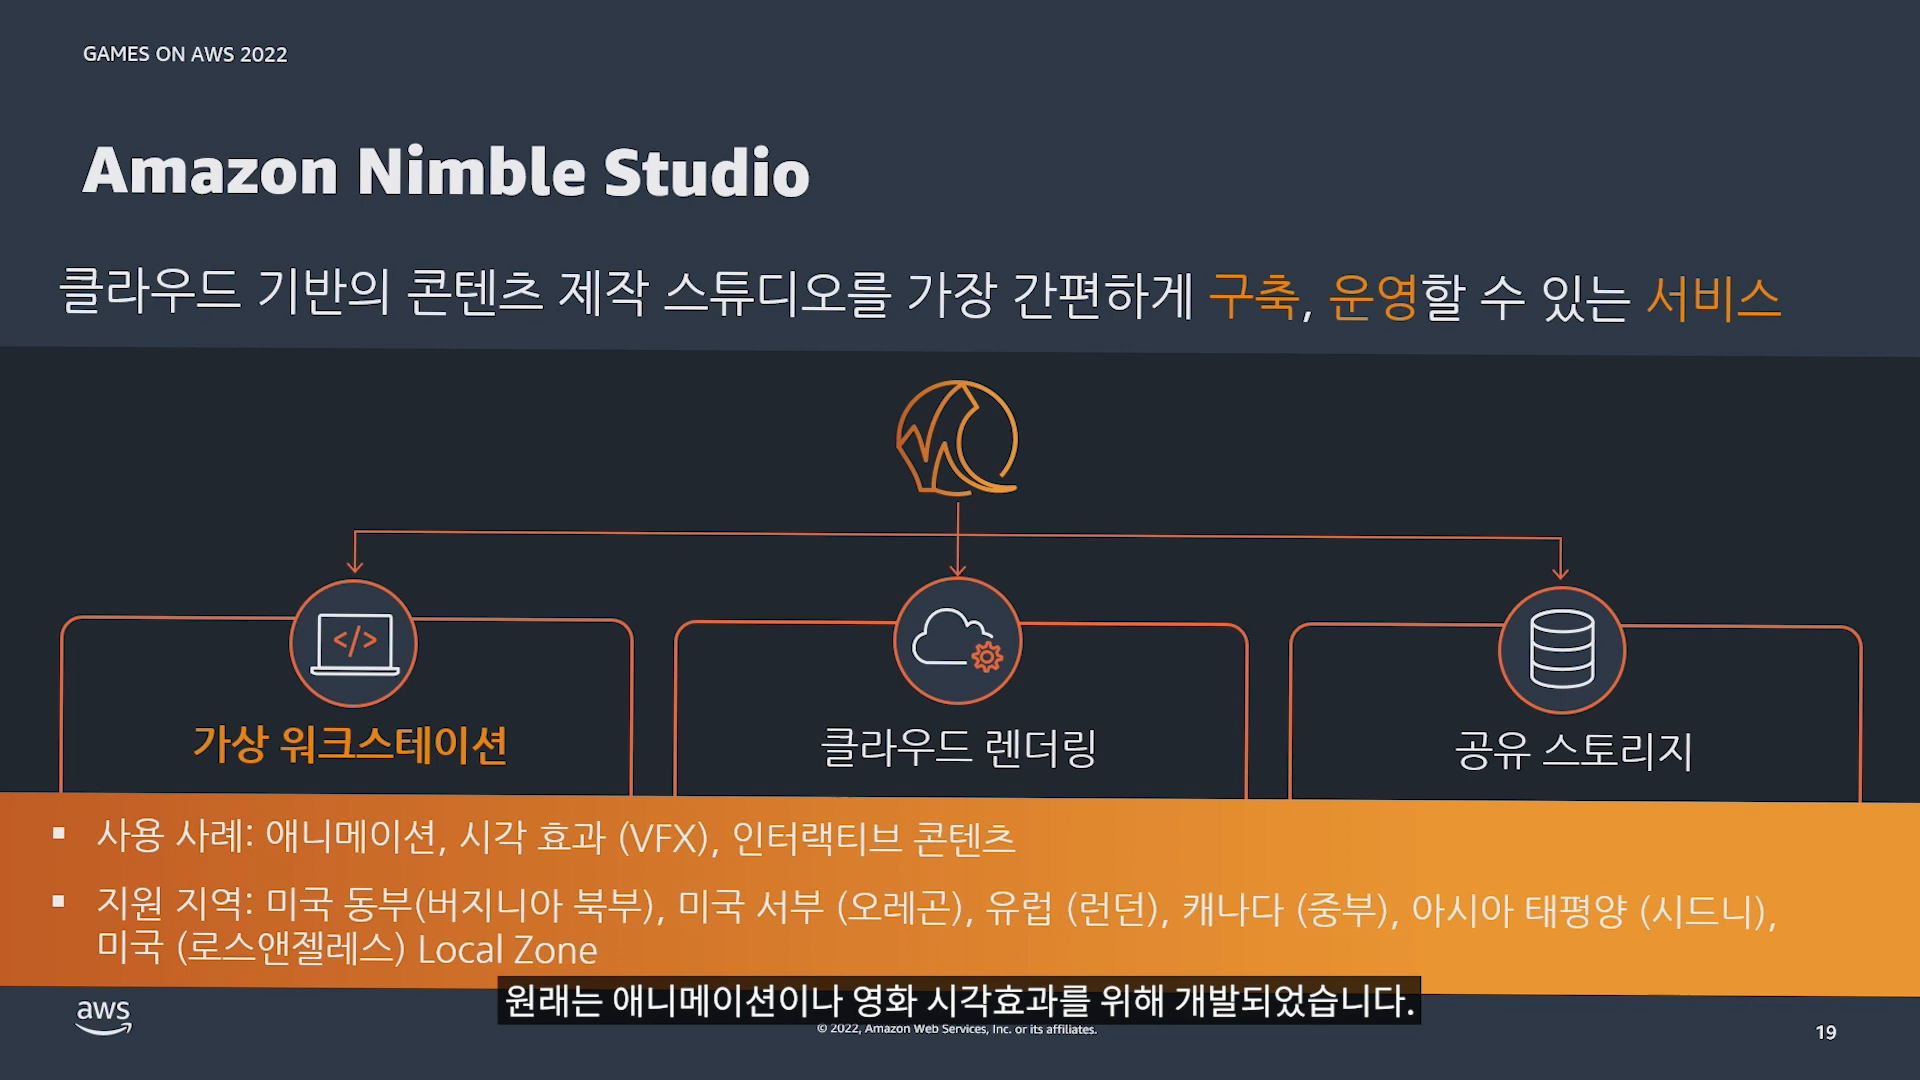 GAMES ON AWS 2022
Amazon Nimble Studio
클라우드 기반의 콘텐츠 제작 스튜디오를 가장 간편하게 구축, 운영할 수 있는 서비스
</>
가상 워크스테이션
클라우드 렌더링
공유 스토리지
▪ 사용 사례: 애니메이션, 시각 효과 (VFX), 인터랙티브 콘텐츠
▪ 지원 지역: 미국 동부(버지니아 북부), 미국 서부 (오레곤), 유럽 (런던), 캐나다 (중부), 아시아 태평양 (시드니),
미국 (로스앤젤레스) Local Zone
원래는 애니메이션이나 영화 시각효과를 위해 개발되었습니다.
aws
© 2022, Amazon Web Services, Inc. or its affiliates.
19